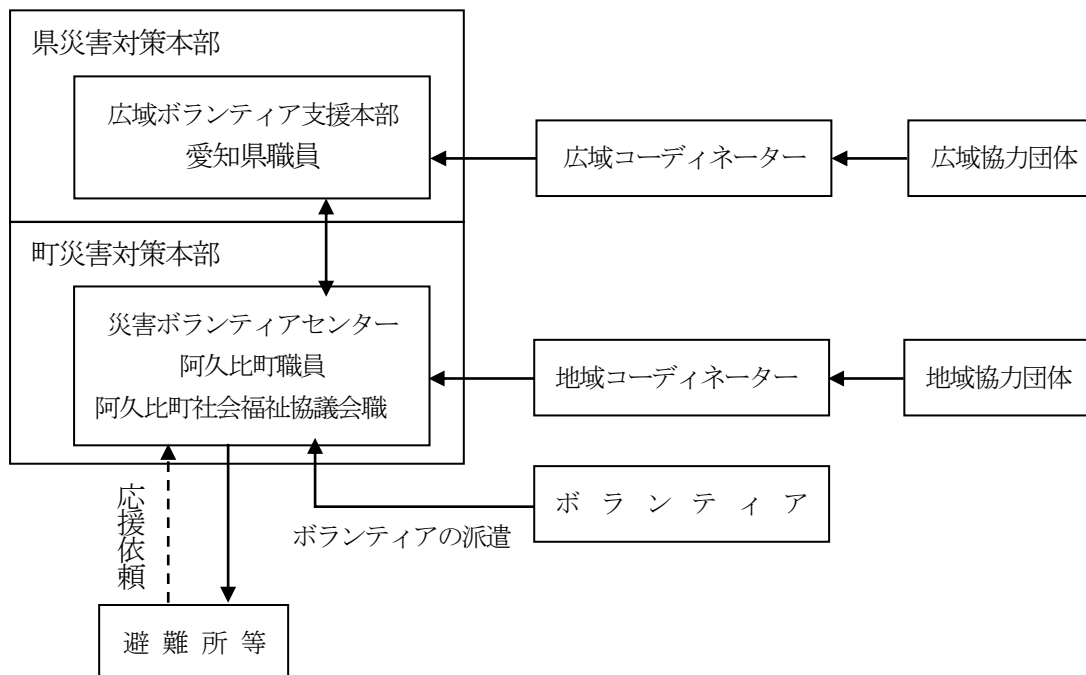 県災害対策本部
広域ボランティア支援本部
愛知県職員
広域コーディネーター
広域協力団体
町災害対策本部
災害ボランティアセンター
阿久比町職員
阿久比町社会福祉協議会職
地域コーディネーター
地域協力団体
ボランティア
ボランティアの派遣
応援依頼
避難所等